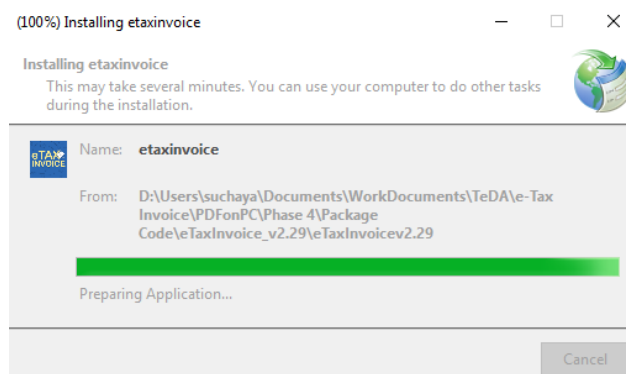 (100%) Installing etaxinvoice
Installing etaxinvoice
This may take several minutes. You can use your computer to do other tasks
during the installation.
eTAX
INVOICE
Name: etaxinvoice
From: D:\Users\suchaya\Documents\WorkDocuments\TeDA\e-Tax
Invoice\PDFonPC\Phase 4\Package
Code\eTaxInvoice_v2.29\eTaxInvoicev2.29
Preparing Application...
Cancel